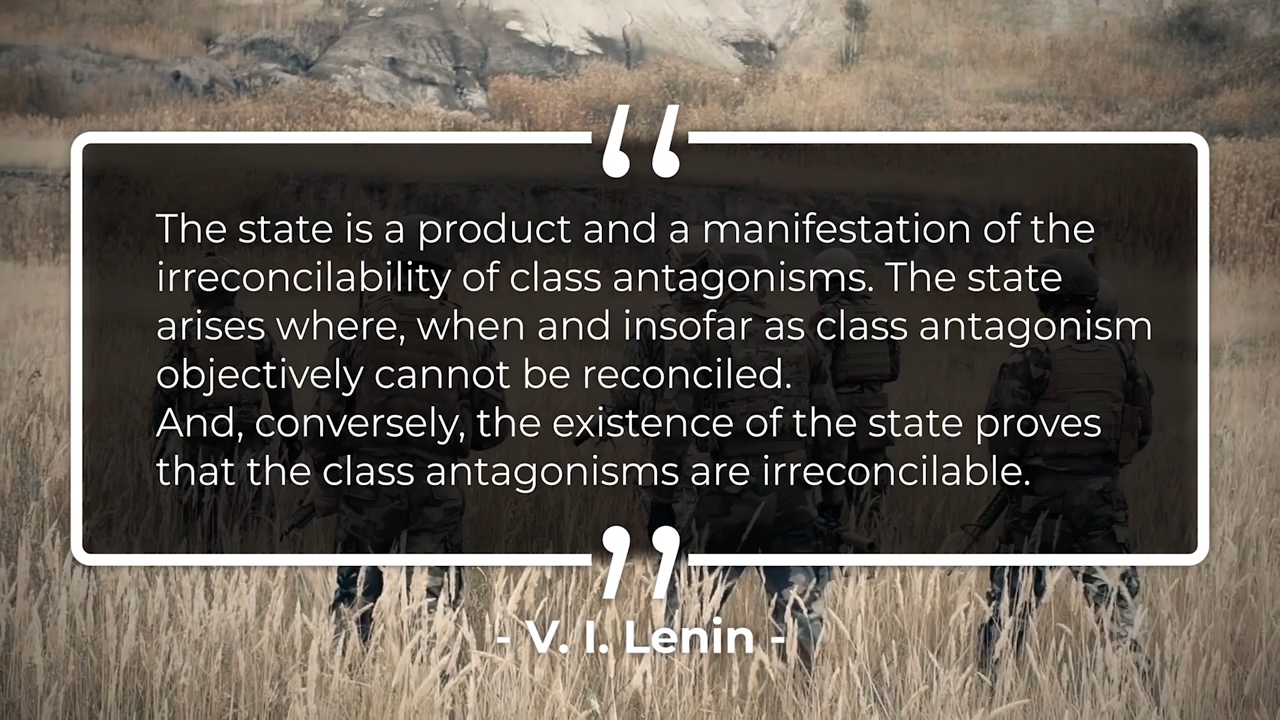 “
The state is a product and a manifestation of the
irreconcilability of class antagonisms. The state
arises where, when and insofar as class antagonism
objectively cannot be reconciled.
And, conversely, the existence of the state proves
that the class antagonisms are irreconcilable.
”
- V. I. Lenin -